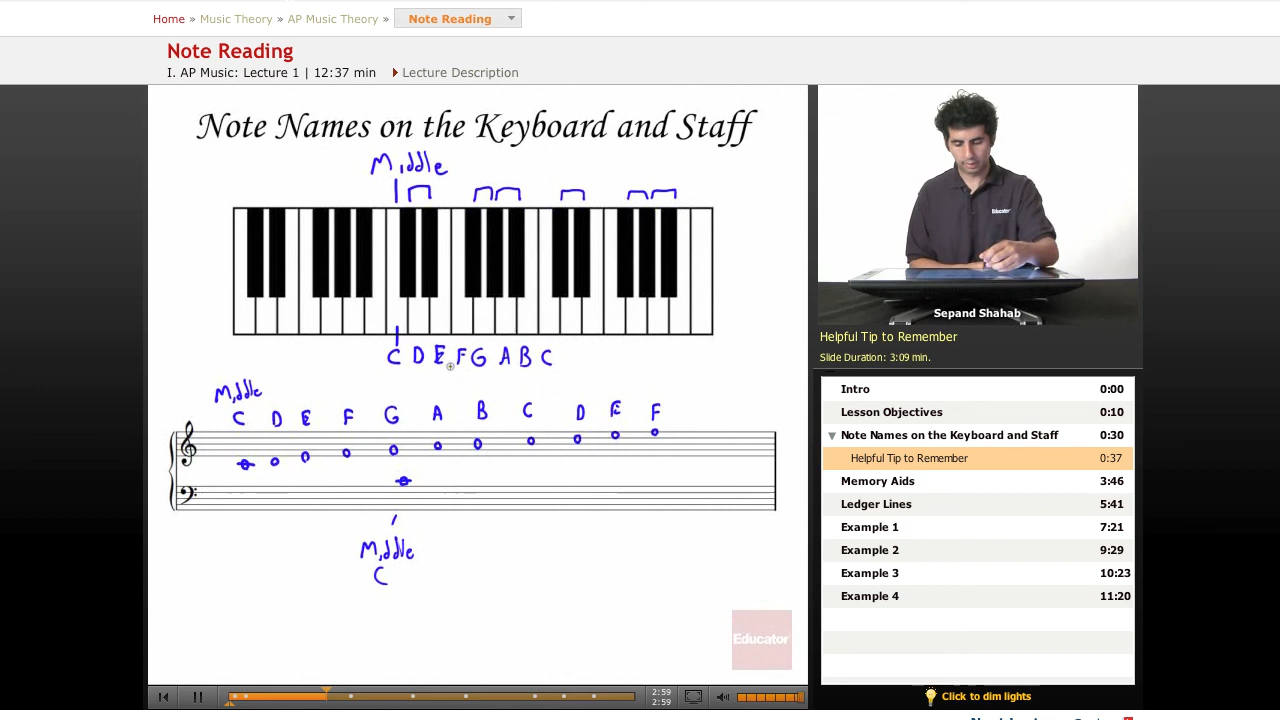 Home » Music Theory » AP Music Theory » Note Reading
Note Reading
I. AP Music: Lecture 1 | 12:37 min Lecture Description
Note Names on the Keyboard and Staff
Middle
C D E F G A B C
Middle
C D E F G A B C D E F
Middle
C
Educator
2:59
2:59
Educator
Sepand Shahab
Helpful Tip to Remember
Slide Duration: 3:09 min.
Intro 0:00
Lesson Objectives 0:10
Note Names on the Keyboard and Staff 0:30
Helpful Tip to Remember 0:37
Memory Aids 3:46
Ledger Lines 5:41
Example 1 7:21
Example 2 9:29
Example 3 10:23
Example 4 11:20
Click to dim lights